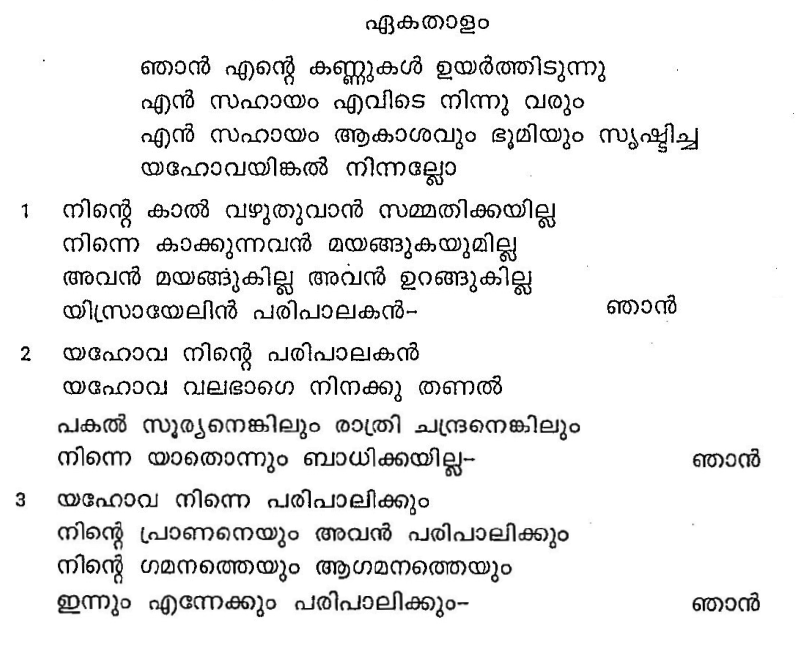 ഏകതാളം
ഞാൻ എന്റെ കണ്ണുകൾ ഉയർത്തിടുന്നു
എൻ സഹായം എവിടെ നിന്നു വരും
എൻ സഹായം ആകാശവും ഭൂമിയും സൃഷ്ടിച്ച
യഹോവയിങ്കൽ നിന്നല്ലോ
1 നിന്റെ കാൽ വഴുതുവാൻ സമ്മതിക്കയില്ല
നിന്നെ കാക്കുന്നവൻ മയങ്ങുകയുമില്ല
അവൻ മയങ്ങുകില്ല അവൻ ഉറങ്ങുകില്ല
യിസ്രായേലിൻ പരിപാലകൻ- ഞാൻ
2 യഹോവ നിന്റെ പരിപാലകൻ
യഹോവ വലഭാഗെ നിനക്കു തണൽ
പകൽ സൂര്യനെങ്കിലും രാത്രി ചന്ദ്രനെങ്കിലും
നിന്നെ യാതൊന്നും ബാധിക്കയില്ല- ഞാൻ
3 യഹോവ നിന്നെ പരിപാലിക്കും
നിന്റെ പ്രാണനെയും അവൻ പരിപാലിക്കും
നിന്റെ ഗമനത്തെയും ആഗമനത്തെയും
ഇന്നും എന്നേക്കും പരിപാലിക്കും- ഞാൻ